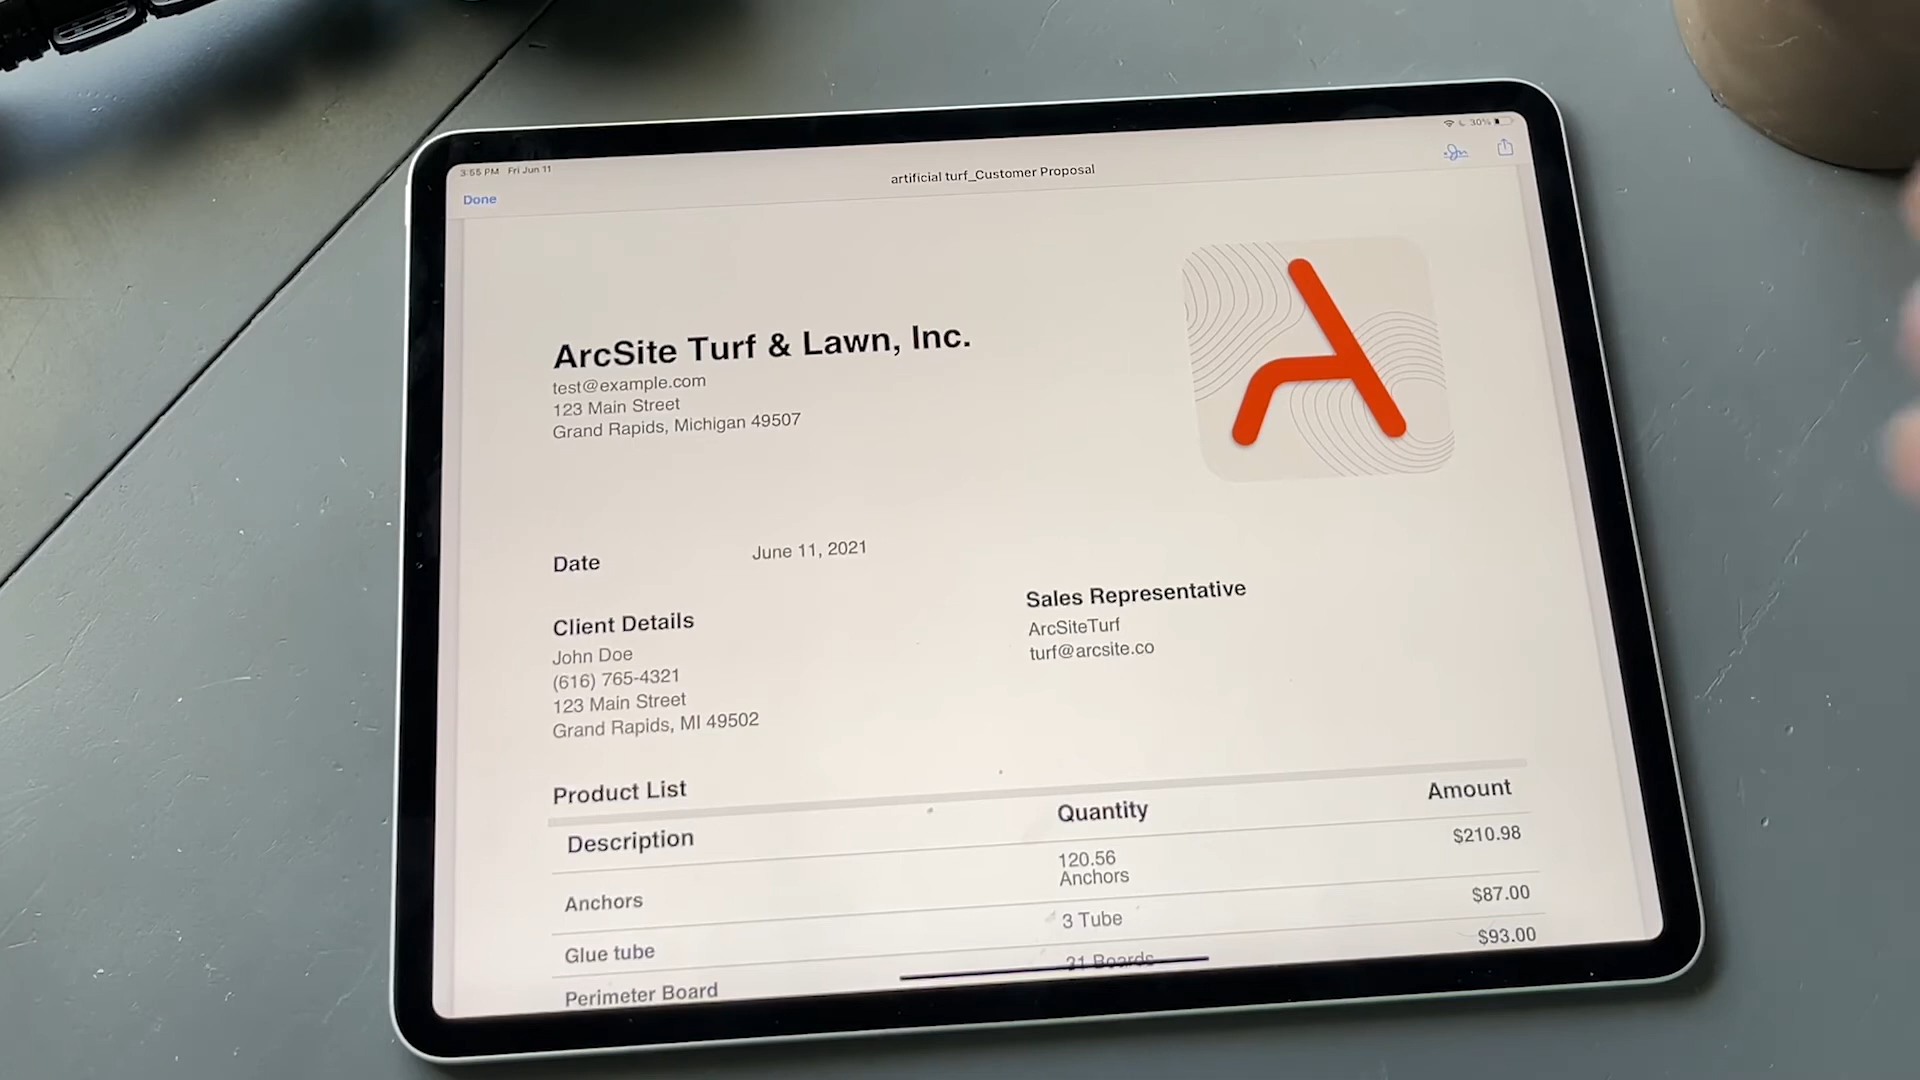 3:55 PM Fri Jun 11
30%
Done
artificial turf_Customer Proposal
ArcSite Turf & Lawn, Inc.
test@example.com
123 Main Street
Grand Rapids, Michigan 49507
Date
June 11, 2021
Client Details
John Doe
(616) 765-4321
123 Main Street
Grand Rapids, MI 49502
Sales Representative
ArcSiteTurf
turf@arcsite.co
Product List
Description Quantity Amount
Anchors 120.56 Anchors $210.98
Glue tube 3 Tube $87.00
Perimeter Board 31 Boards $93.00